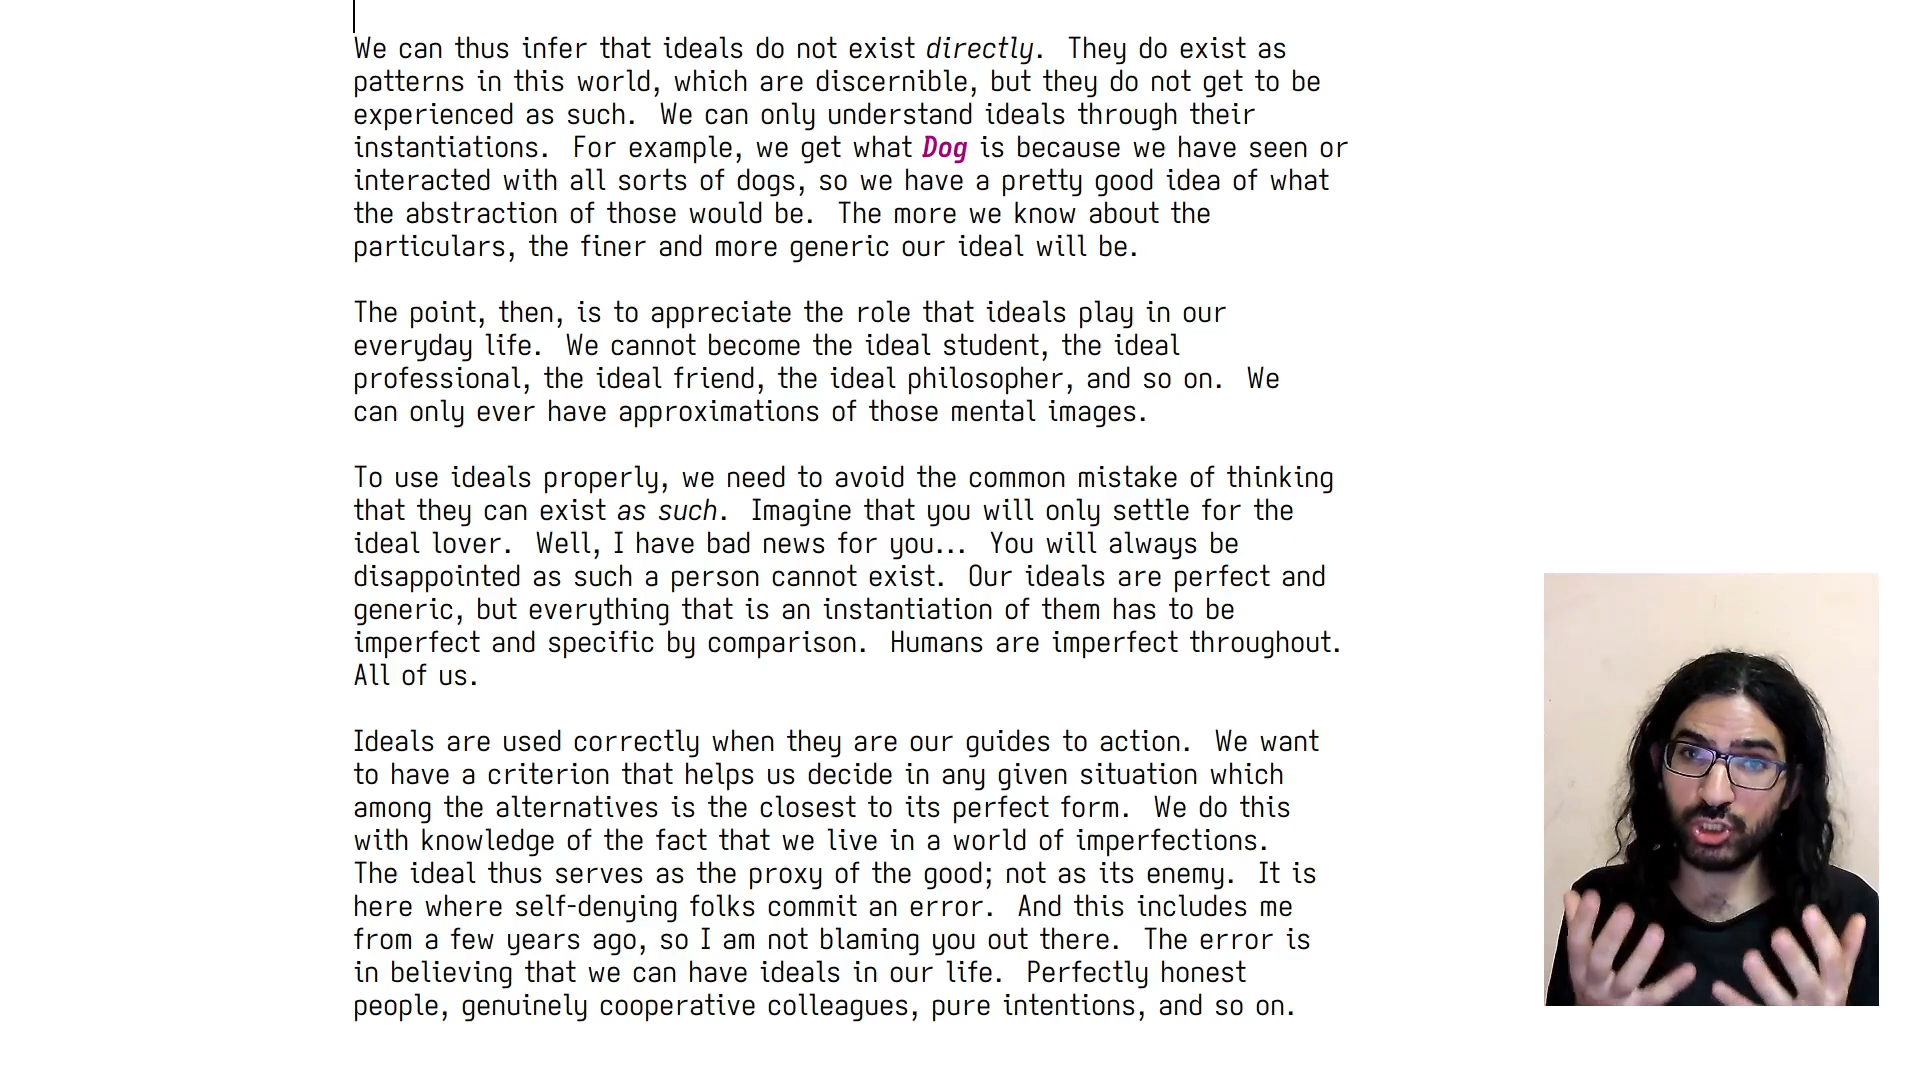 We can thus infer that ideals do not exist directly.  They do exist as
patterns in this world, which are discernible, but they do not get to be
experienced as such.  We can only understand ideals through their
instantiations.  For example, we get what Dog is because we have seen or
interacted with all sorts of dogs, so we have a pretty good idea of what
the abstraction of those would be.  The more we know about the
particulars, the finer and more generic our ideal will be.

The point, then, is to appreciate the role that ideals play in our
everyday life.  We cannot become the ideal student, the ideal
professional, the ideal friend, the ideal philosopher, and so on.  We
can only ever have approximations of those mental images.

To use ideals properly, we need to avoid the common mistake of thinking
that they can exist as such.  Imagine that you will only settle for the
ideal lover.  Well, I have bad news for you...  You will always be
disappointed as such a person cannot exist.  Our ideals are perfect and
generic, but everything that is an instantiation of them has to be
imperfect and specific by comparison.  Humans are imperfect throughout.
All of us.

Ideals are used correctly when they are our guides to action.  We want
to have a criterion that helps us decide in any given situation which
among the alternatives is the closest to its perfect form.  We do this
with knowledge of the fact that we live in a world of imperfections.
The ideal thus serves as the proxy of the good; not as its enemy.  It is
here where self-denying folks commit an error.  And this includes me
from a few years ago, so I am not blaming you out there.  The error is
in believing that we can have ideals in our life.  Perfectly honest
people, genuinely cooperative colleagues, pure intentions, and so on.